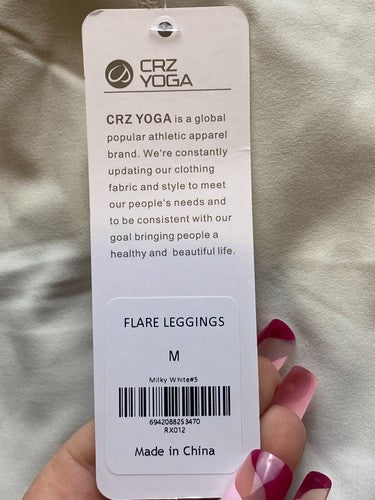 CRZ
YOGA
CRZ YOGA is a global
popular athletic apparel
brand. We're constantly
updating our clothing
fabric and style to meet
our people's needs and
to be consistent with our
goal bringing people a
healthy and beautiful life.
FLARE LEGGINGS
M
Milky White#5
6942088253470
RX012
Made in China